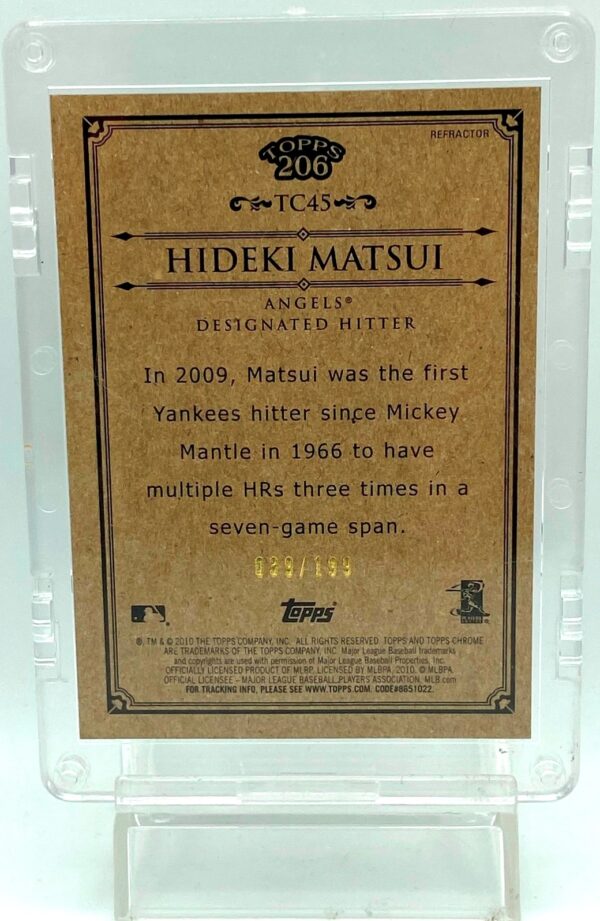 REFRACTOR
TOPPS
206
TC45
HIDEKI MATSUI
ANGELS®
DESIGNATED HITTER
In 2009, Matsui was the first
Yankees hitter since Mickey
Mantle in 1966 to have
multiple HRs three times in a
seven-game span.
039/199
topps
®, TM & © 2010 THE TOPPS COMPANY, INC. ALL RIGHTS RESERVED. TOPPS AND TOPPS CHROME
ARE TRADEMARKS OF THE TOPPS COMPANY, INC. Major League Baseball trademarks
and copyrights are used with permission of Major League Baseball Properties, Inc.
OFFICIALLY LICENSED PRODUCT OF MLBP, LICENSED BY MLBPA, 2010. © MLBPA,
OFFICIAL LICENSEE – MAJOR LEAGUE BASEBALL PLAYERS ASSOCIATION. MLB.com
FOR TRACKING INFO, PLEASE SEE WWW.TOPPS.COM. CODE#8651022.